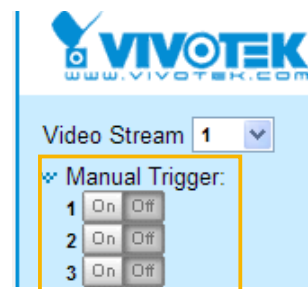 VIVOTEK
www.vivotek.com
Video Stream 1
Manual Trigger:
1 On Off
2 On Off
3 On Off